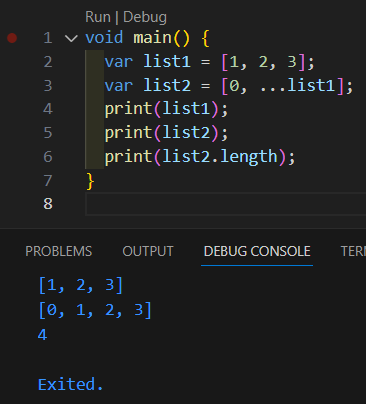 Run | Debug
1 void main() {
2 var list1 = [1, 2, 3];
3 var list2 = [0, ...list1];
4 print(list1);
5 print(list2);
6 print(list2.length);
7 }
8
PROBLEMS OUTPUT DEBUG CONSOLE
[1, 2, 3]
[0, 1, 2, 3]
4
Exited.